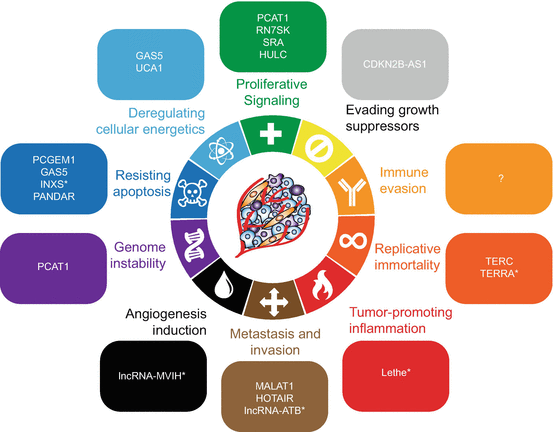 PCAT1
RN7SK
SRA
HULC
Proliferative
Signaling
CDKN2B-AS1
Evading growth
suppressors
?
Immune
evasion
TERC
TERRA*
Replicative
immortality
Tumor-promoting
inflammation
Lethe*
Metastasis and
invasion
MALAT1
HOTAIR
lncRNA-ATB*
Angiogenesis
induction
lncRNA-MVIH*
Genome
instability
PCAT1
Resisting
apoptosis
PCGEM1
GAS5
INXS*
PANDAR
Deregulating
cellular energetics
GAS5
UCA1